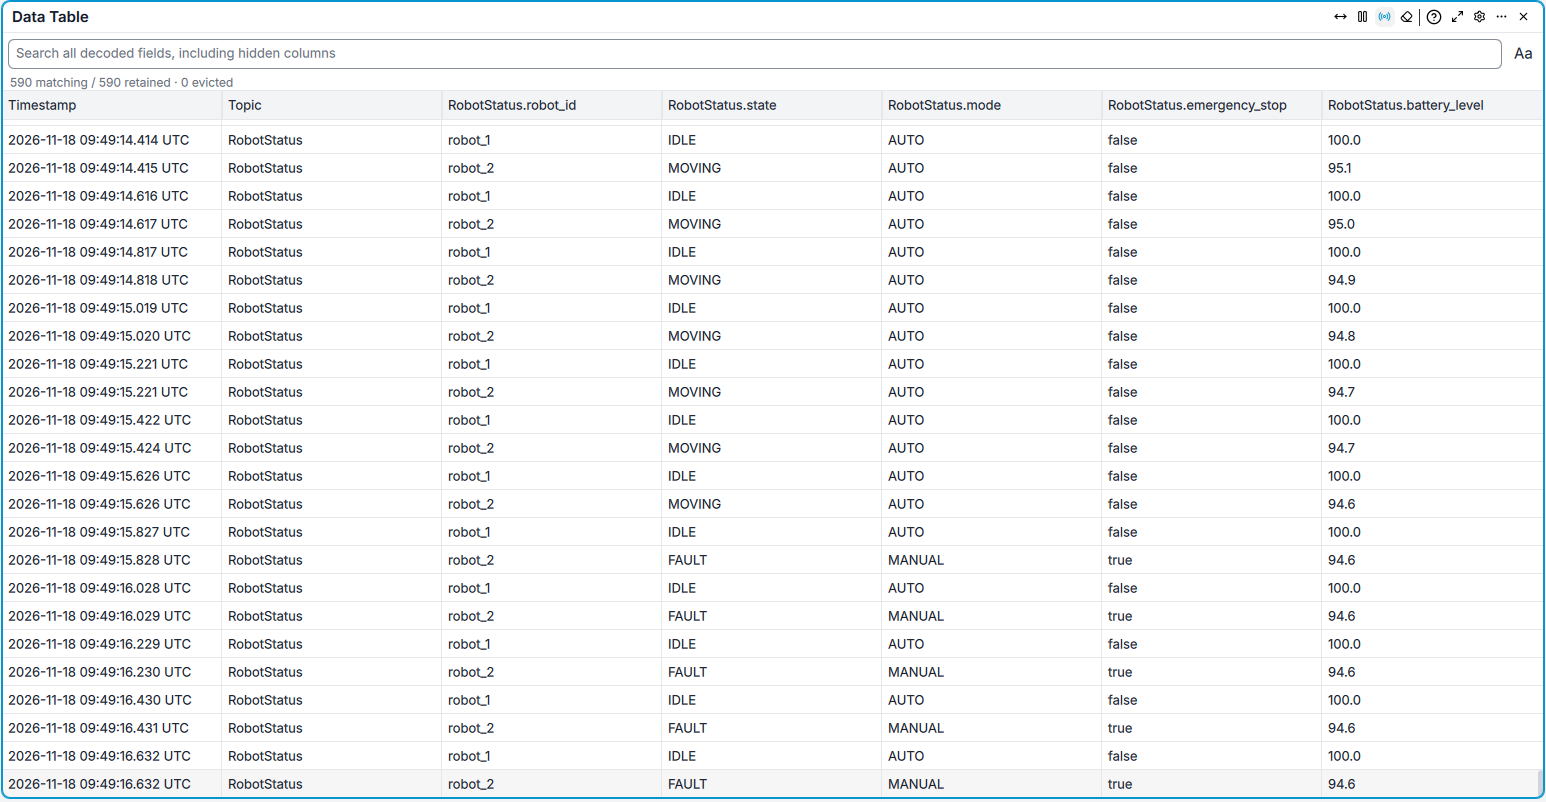 Data Table
Search all decoded fields, including hidden columns
Aa
590 matching / 590 retained · 0 evicted
Timestamp Topic RobotStatus.robot_id RobotStatus.state RobotStatus.mode RobotStatus.emergency_stop RobotStatus.battery_level
2026-11-18 09:49:14.414 UTC RobotStatus robot_1 IDLE AUTO false 100.0
2026-11-18 09:49:14.415 UTC RobotStatus robot_2 MOVING AUTO false 95.1
2026-11-18 09:49:14.616 UTC RobotStatus robot_1 IDLE AUTO false 100.0
2026-11-18 09:49:14.617 UTC RobotStatus robot_2 MOVING AUTO false 95.0
2026-11-18 09:49:14.817 UTC RobotStatus robot_1 IDLE AUTO false 100.0
2026-11-18 09:49:14.818 UTC RobotStatus robot_2 MOVING AUTO false 94.9
2026-11-18 09:49:15.019 UTC RobotStatus robot_1 IDLE AUTO false 100.0
2026-11-18 09:49:15.020 UTC RobotStatus robot_2 MOVING AUTO false 94.8
2026-11-18 09:49:15.221 UTC RobotStatus robot_1 IDLE AUTO false 100.0
2026-11-18 09:49:15.221 UTC RobotStatus robot_2 MOVING AUTO false 94.7
2026-11-18 09:49:15.422 UTC RobotStatus robot_1 IDLE AUTO false 100.0
2026-11-18 09:49:15.424 UTC RobotStatus robot_2 MOVING AUTO false 94.7
2026-11-18 09:49:15.626 UTC RobotStatus robot_1 IDLE AUTO false 100.0
2026-11-18 09:49:15.626 UTC RobotStatus robot_2 MOVING AUTO false 94.6
2026-11-18 09:49:15.827 UTC RobotStatus robot_1 IDLE AUTO false 100.0
2026-11-18 09:49:15.828 UTC RobotStatus robot_2 FAULT MANUAL true 94.6
2026-11-18 09:49:16.028 UTC RobotStatus robot_1 IDLE AUTO false 100.0
2026-11-18 09:49:16.029 UTC RobotStatus robot_2 FAULT MANUAL true 94.6
2026-11-18 09:49:16.229 UTC RobotStatus robot_1 IDLE AUTO false 100.0
2026-11-18 09:49:16.230 UTC RobotStatus robot_2 FAULT MANUAL true 94.6
2026-11-18 09:49:16.430 UTC RobotStatus robot_1 IDLE AUTO false 100.0
2026-11-18 09:49:16.431 UTC RobotStatus robot_2 FAULT MANUAL true 94.6
2026-11-18 09:49:16.632 UTC RobotStatus robot_1 IDLE AUTO false 100.0
2026-11-18 09:49:16.632 UTC RobotStatus robot_2 FAULT MANUAL true 94.6